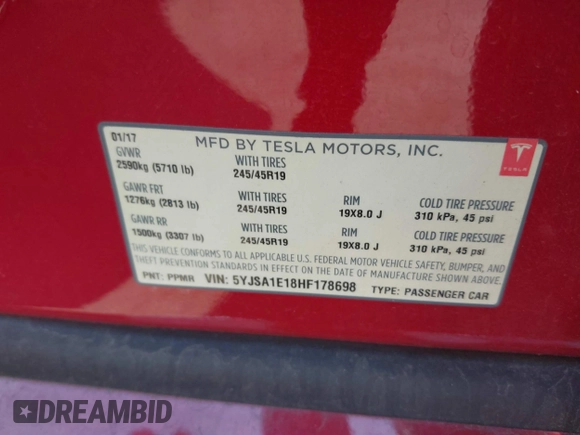 01/17 MFD BY TESLA MOTORS, INC.
GVWR WITH TIRES
2590kg (5710 lb) 245/45R19
TESLA
GAWR FRT WITH TIRES RIM COLD TIRE PRESSURE
1276kg (2813 lb) 245/45R19 19X8.0 J 310 kPa, 45 psi
GAWR RR WITH TIRES RIM COLD TIRE PRESSURE
1500kg (3307 lb) 245/45R19 19X8.0 J 310 kPa, 45 psi
THIS VEHICLE CONFORMS TO ALL APPLICABLE U.S. FEDERAL MOTOR VEHICLE SAFETY, BUMPER, AND
THEFT PREVENTION STANDARDS IN EFFECT ON THE DATE OF MANUFACTURE SHOWN ABOVE.
PNT: PPMR VIN: 5YJSA1E18HF178698 TYPE: PASSENGER CAR
DREAMBID